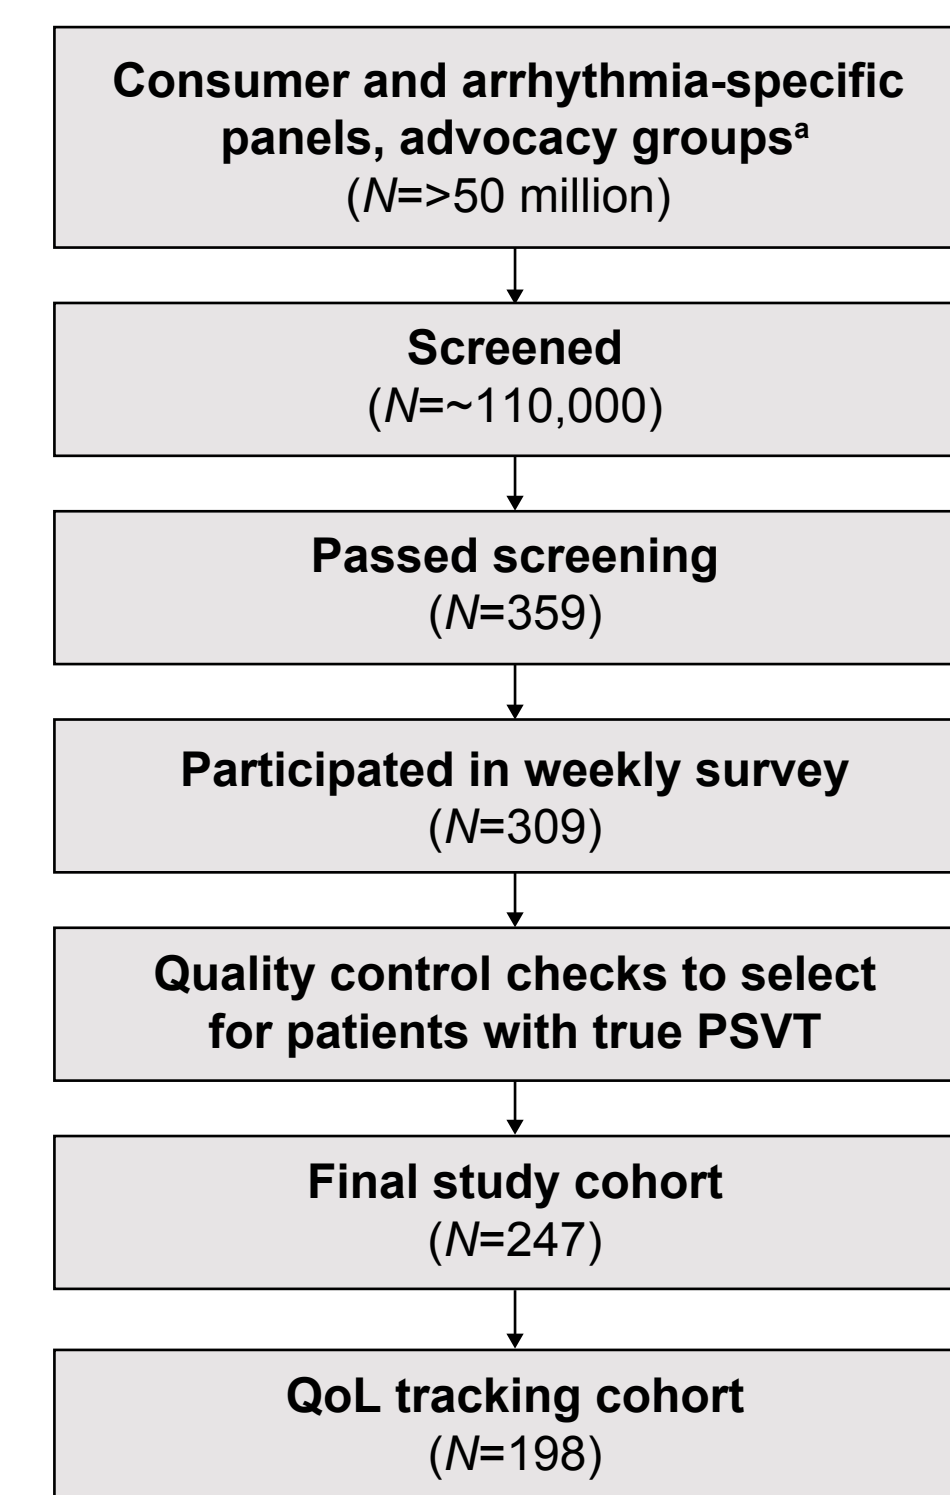 Consumer and arrhythmia-specific
panels, advocacy groupsᵃ
(N=>50 million)
Screened
(N=~110,000)
Passed screening
(N=359)
Participated in weekly survey
(N=309)
Quality control checks to select
for patients with true PSVT
Final study cohort
(N=247)
QoL tracking cohort
(N=198)